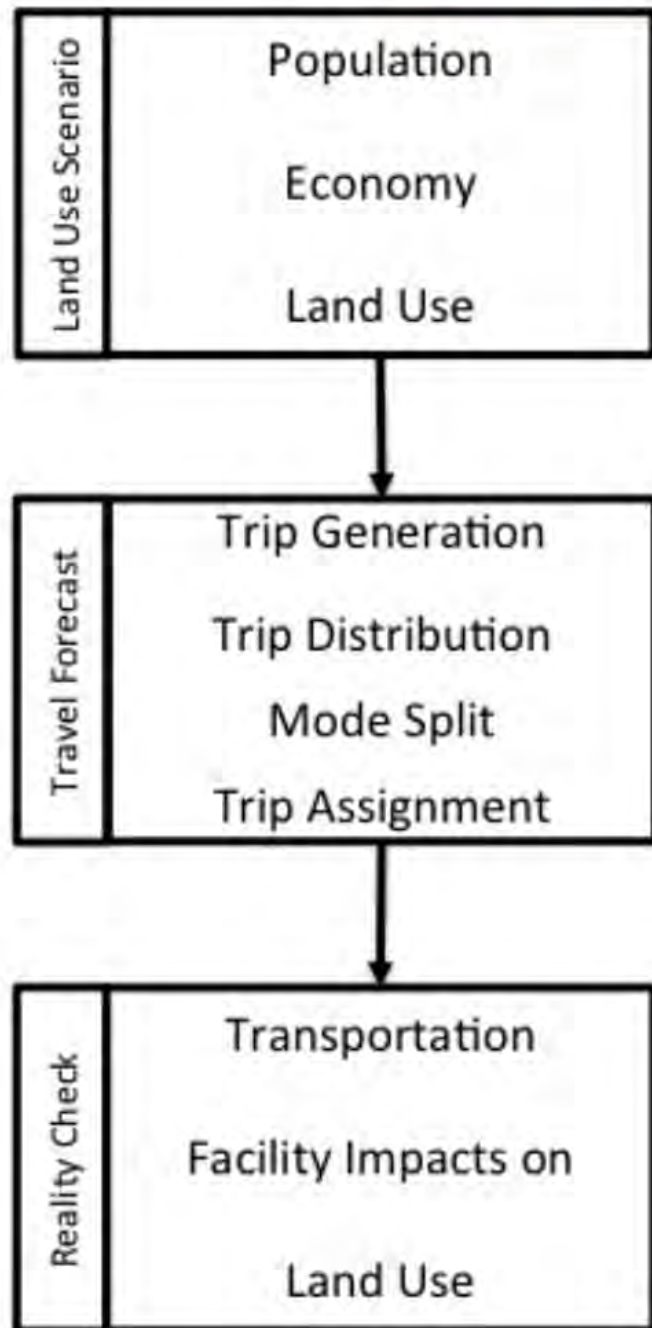 Land Use Scenario
Population
Economy
Land Use
Travel Forecast
Trip Generation
Trip Distribution
Mode Split
Trip Assignment
Reality Check
Transportation
Facility Impacts on
Land Use